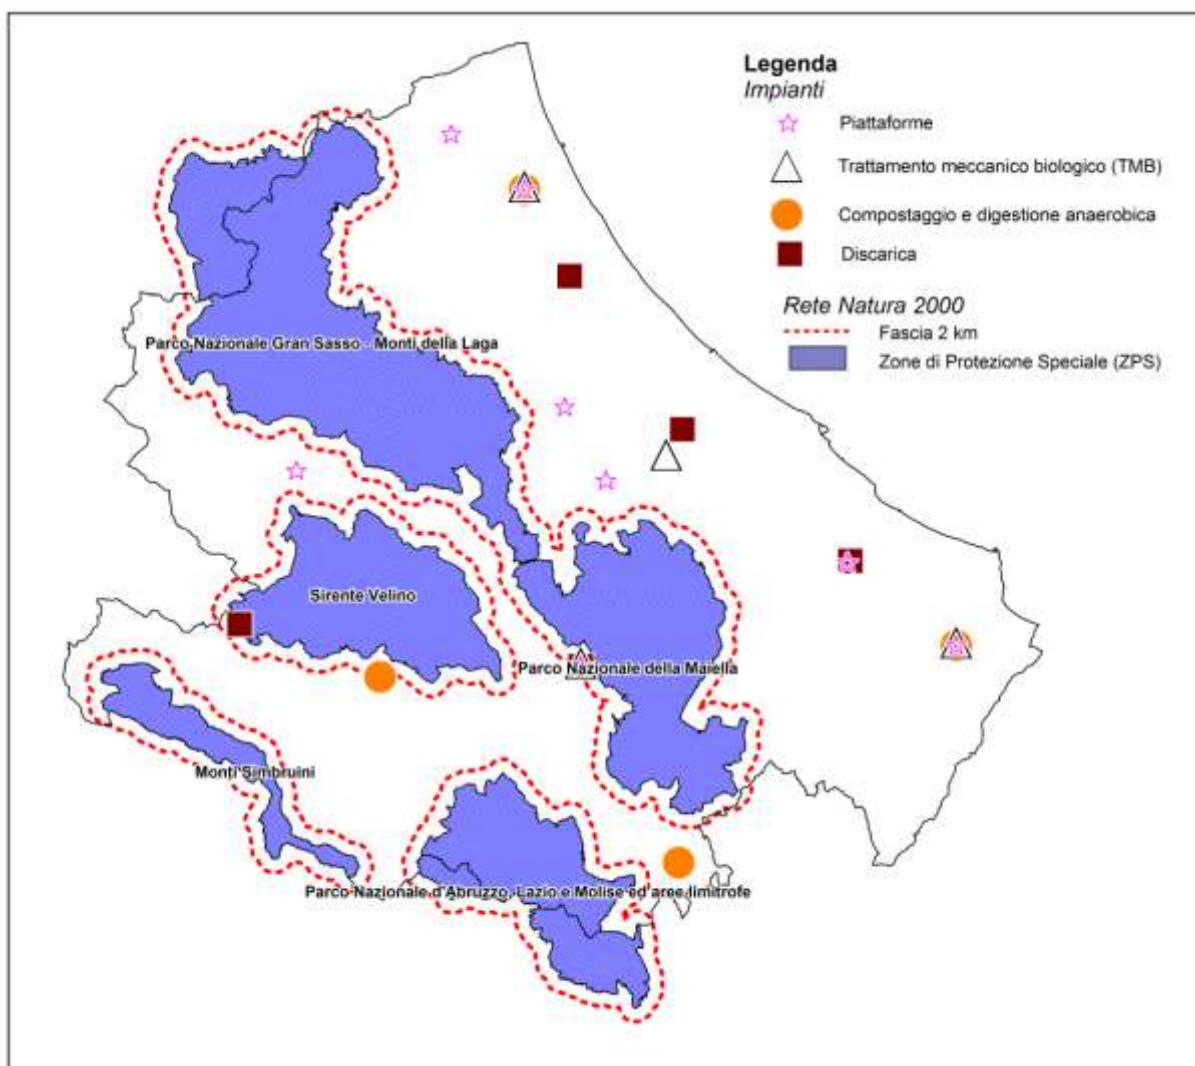 Legenda
Impianti
Piattaforme
Trattamento meccanico biologico (TMB)
Compostaggio e digestione anaerobica
Discarica
Rete Natura 2000
Fascia 2 km
Zone di Protezione Speciale (ZPS)
Parco Nazionale Gran Sasso - Monti della Laga
Sirente Velino
Parco Nazionale della Maiella
Monti Simbruini
Parco Nazionale d'Abruzzo, Lazio e Molise ed aree limitrofe